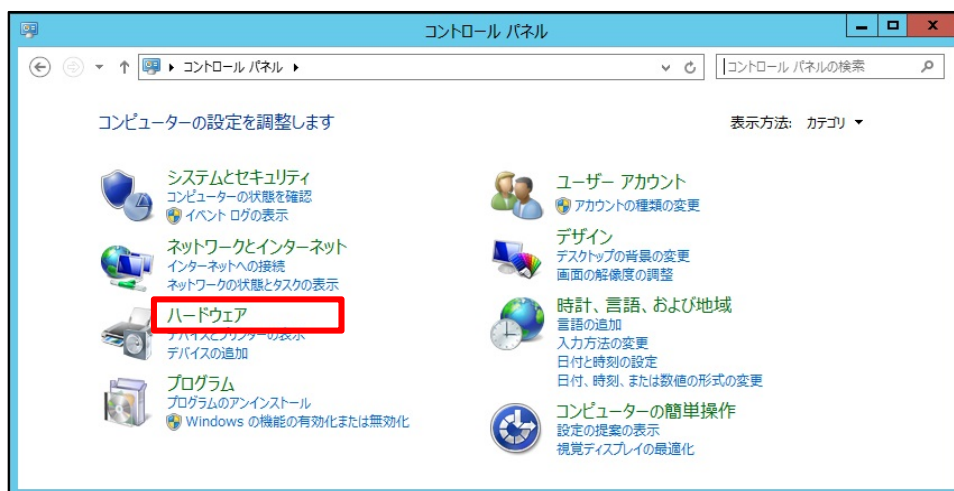 コントロール パネル
コントロール パネル
コントロール パネルの検索
コンピューターの設定を調整します
表示方法: カテゴリ
システムとセキュリティ
コンピューターの状態を確認
イベント ログの表示
ネットワークとインターネット
インターネットへの接続
ネットワークの状態とタスクの表示
ハードウェア
デバイスとプリンターの表示
デバイスの追加
プログラム
プログラムのアンインストール
Windows の機能の有効化または無効化
ユーザー アカウント
アカウントの種類の変更
デザイン
デスクトップの背景の変更
画面の解像度の調整
時計、言語、および地域
言語の追加
入力方法の変更
日付と時刻の設定
日付、時刻、または数値の形式の変更
コンピューターの簡単操作
設定の提案の表示
視覚ディスプレイの最適化